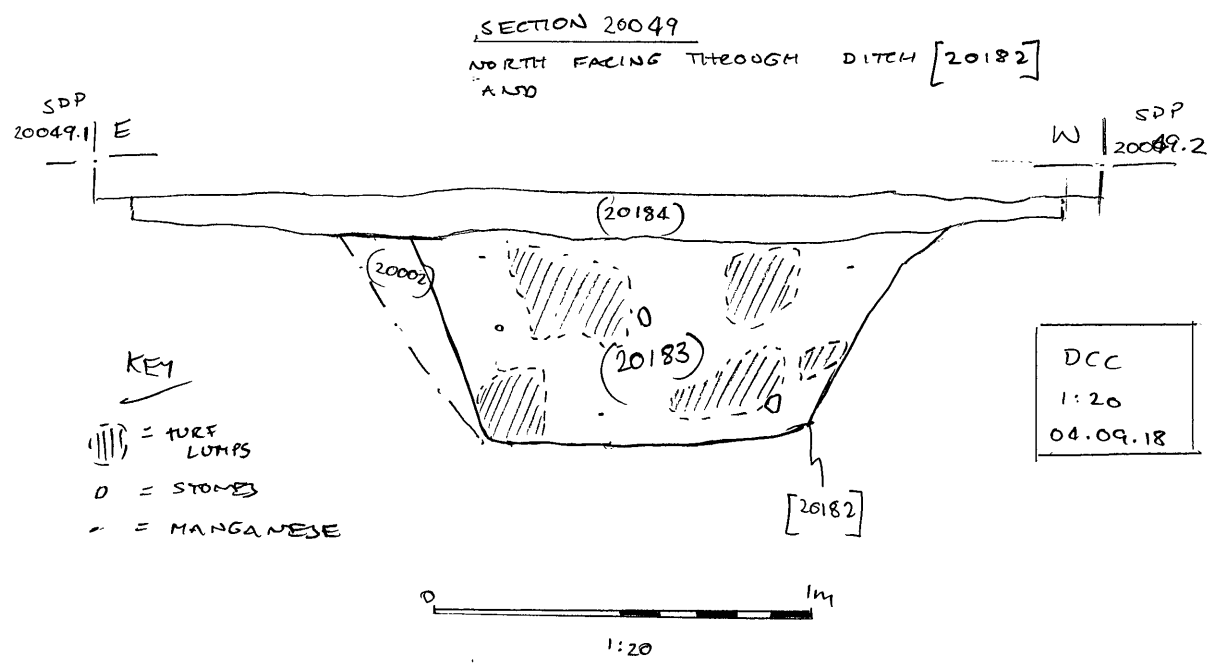 SECTION 20049
NORTH FACING THROUGH DITCH [20182]
AND
SDP
20049.1
E
W
SDP
20049.2
(20184)
(20002)
(20183)
KEY
= TURF
LUMPS
= STONES
= MANGANESE
DCC
1:20
04.09.18
[20182]
0 1m
1:20